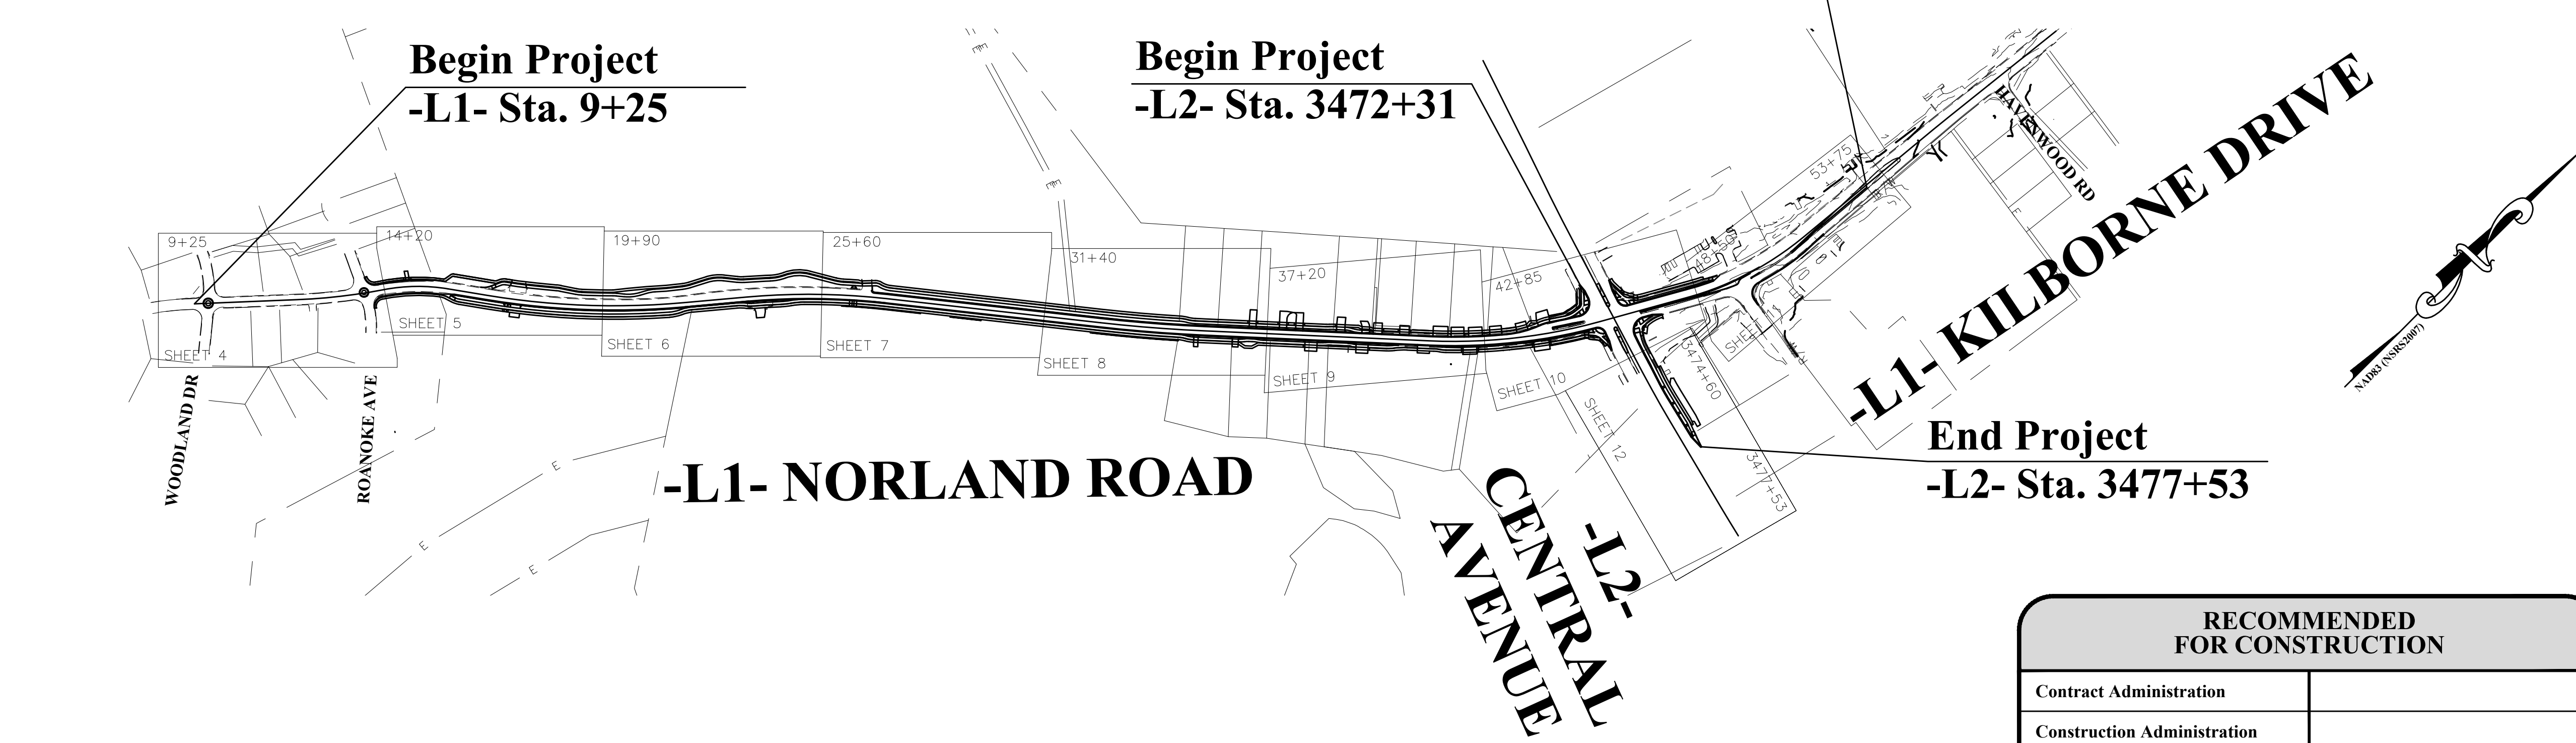 Begin Project
-L1- Sta. 9+25
Begin Project
-L2- Sta. 3472+31
HAVENWOOD RD
-L1- KILBORNE DRIVE
NAD83 (NSRS2007)
9+25
14+20
19+90
25+60
31+40
37+20
42+85
48+50
53+75
SHEET 4
SHEET 5
SHEET 6
SHEET 7
SHEET 8
SHEET 9
SHEET 10
SHEET 12
3474+60
3477+53
WOODLAND DR
ROANOKE AVE
E
E
E
-L1- NORLAND ROAD
-L2-
CENTRAL
AVENUE
End Project
-L2- Sta. 3477+53
RECOMMENDED
FOR CONSTRUCTION
Contract Administration
Construction Administration